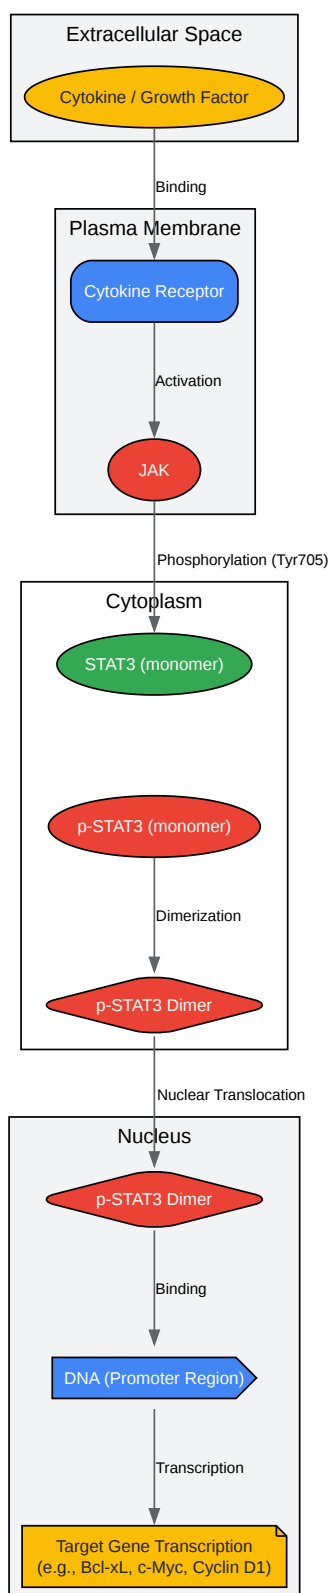 Extracellular Space
Cytokine / Growth Factor
Binding
Plasma Membrane
Cytokine Receptor
Activation
JAK
Phosphorylation (Tyr705)
Cytoplasm
STAT3 (monomer)
p-STAT3 (monomer)
Dimerization
p-STAT3 Dimer
Nuclear Translocation
Nucleus
p-STAT3 Dimer
Binding
DNA (Promoter Region)
Transcription
Target Gene Transcription
(e.g., Bcl-xL, c-Myc, Cyclin D1)